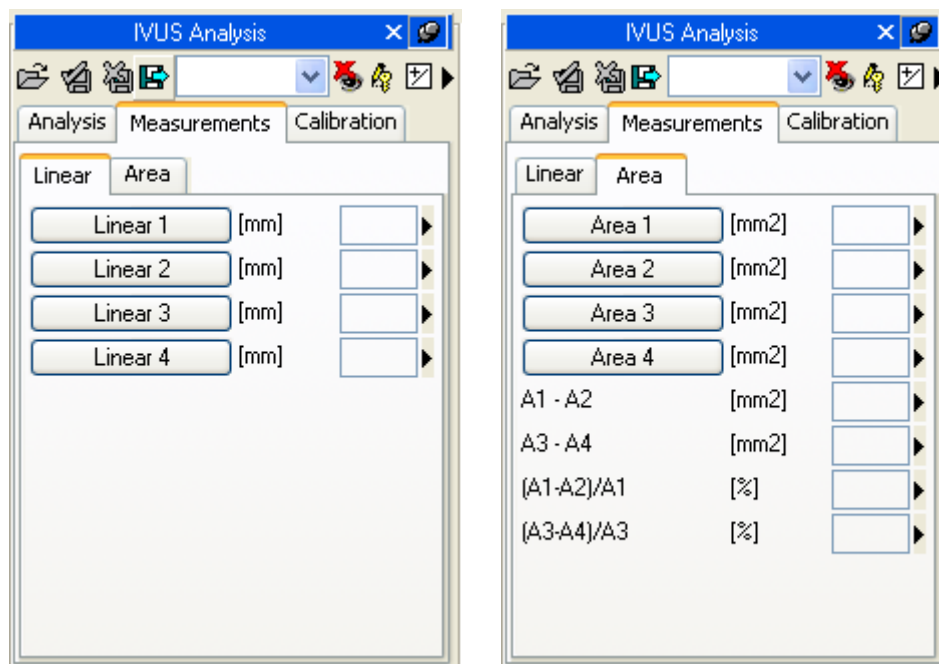 IVUS Analysis
Analysis Measurements Calibration
Linear Area
Linear 1 [mm]
Linear 2 [mm]
Linear 3 [mm]
Linear 4 [mm]
IVUS Analysis
Analysis Measurements Calibration
Linear Area
Area 1 [mm2]
Area 2 [mm2]
Area 3 [mm2]
Area 4 [mm2]
A1 - A2 [mm2]
A3 - A4 [mm2]
(A1-A2)/A1 [%]
(A3-A4)/A3 [%]